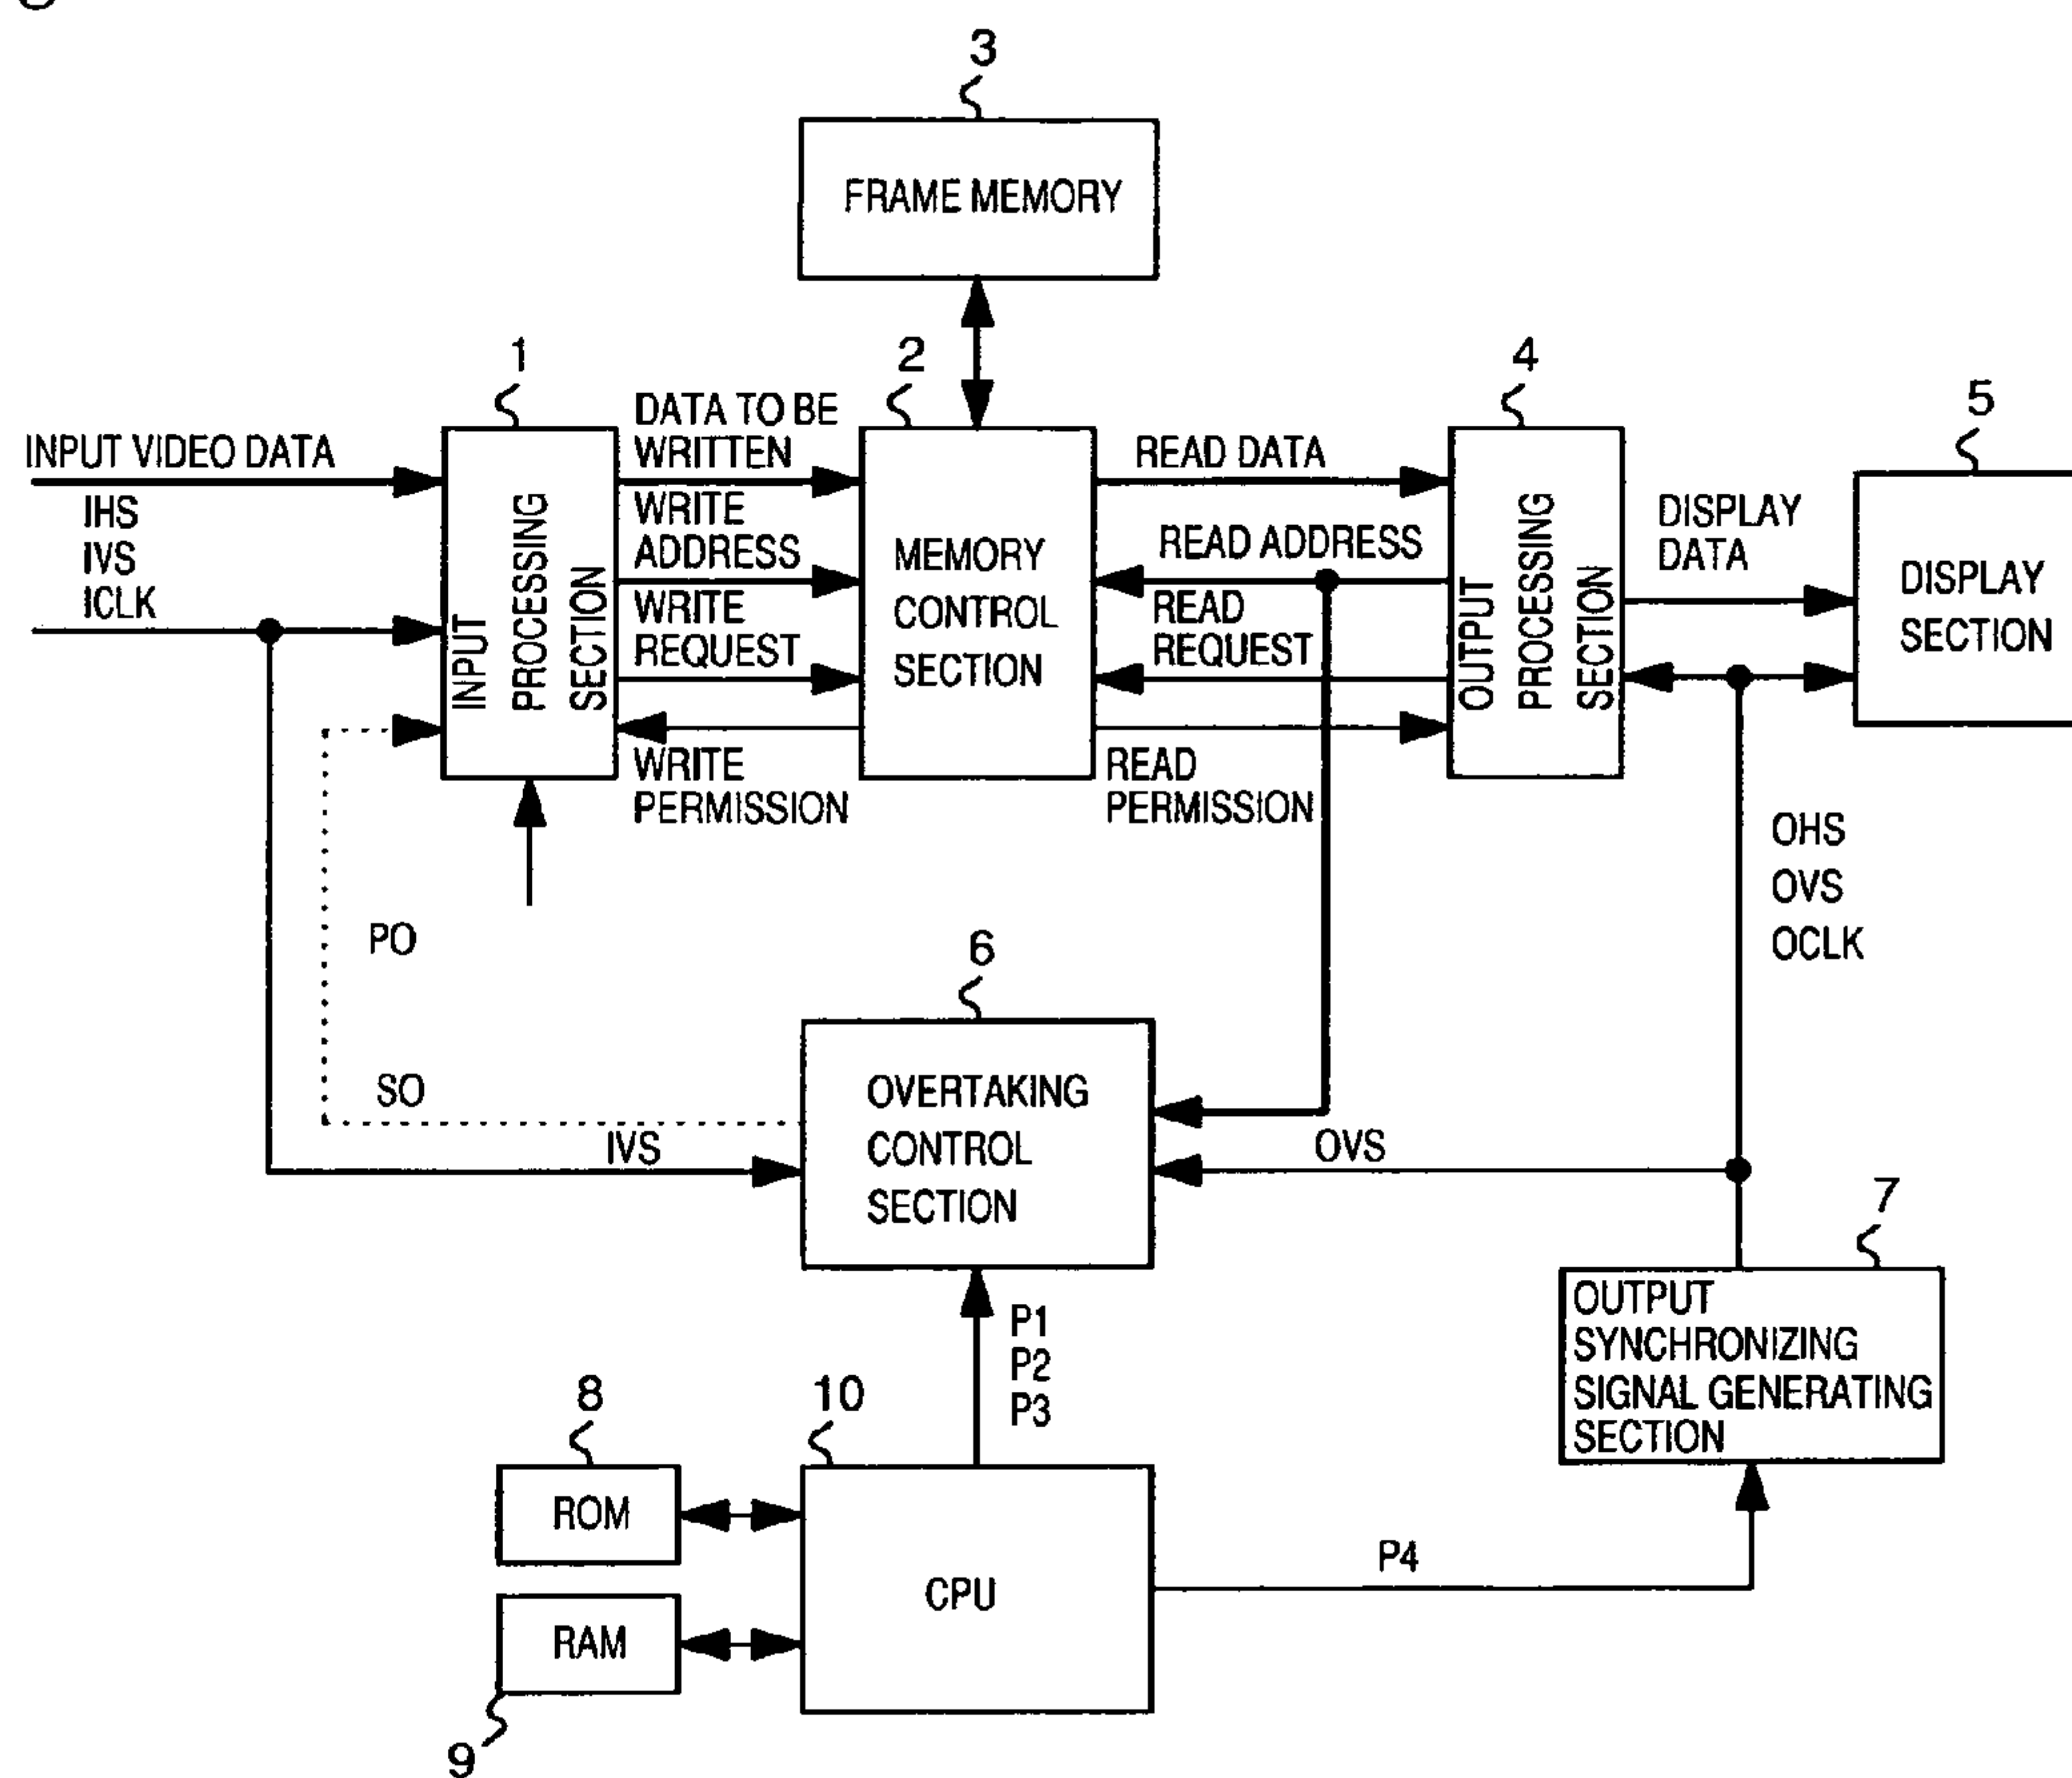 3
FRAME MEMORY
1
2
4
5
INPUT VIDEO DATA
IHS
IVS
ICLK
INPUT
PROCESSING
SECTION
DATA TO BE
WRITTEN
WRITE
ADDRESS
WRITE
REQUEST
WRITE
PERMISSION
MEMORY
CONTROL
SECTION
READ DATA
READ ADDRESS
READ
REQUEST
READ
PERMISSION
OUTPUT
PROCESSING
SECTION
DISPLAY
DATA
DISPLAY
SECTION
OHS
OVS
OCLK
PO
SO
IVS
6
OVERTAKING
CONTROL
SECTION
OVS
7
OUTPUT
SYNCHRONIZING
SIGNAL GENERATING
SECTION
P1
P2
P3
8
ROM
10
CPU
P4
RAM
9